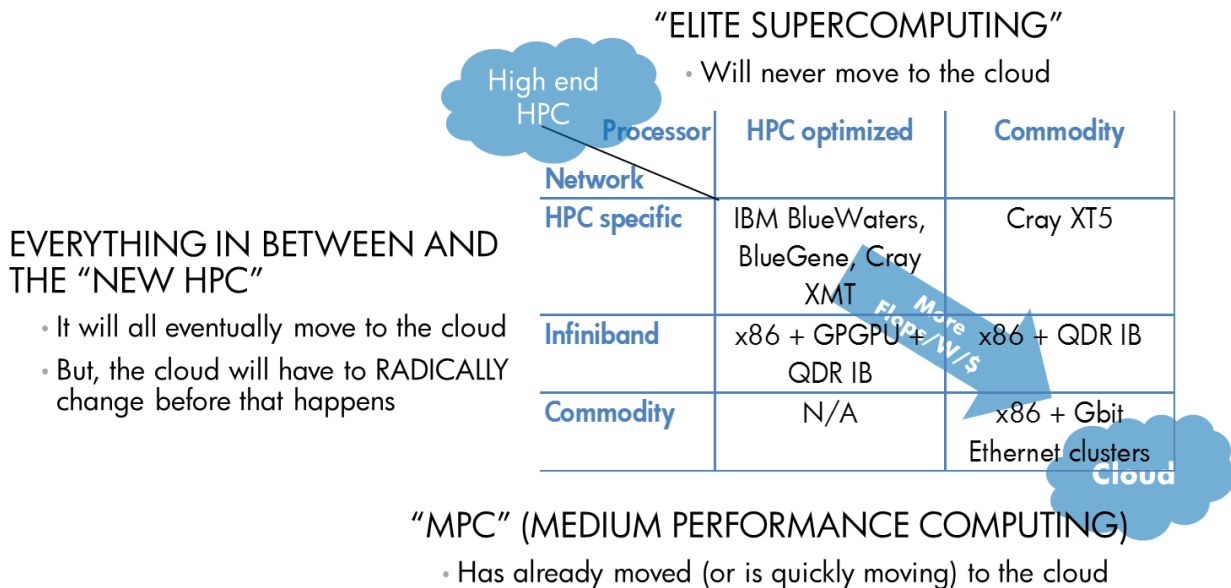 “ELITE SUPERCOMPUTING”
• Will never move to the cloud
High end
HPC
Processor
HPC optimized
Commodity
Network
HPC specific
IBM BlueWaters,
BlueGene, Cray
XMT
Cray XT5
More
Flops/W/$
Infiniband
x86 + GPGPU +
QDR IB
x86 + QDR IB
Commodity
N/A
x86 + Gbit
Ethernet clusters
Cloud
EVERYTHING IN BETWEEN AND
THE “NEW HPC”
• It will all eventually move to the cloud
• But, the cloud will have to RADICALLY
change before that happens
“MPC” (MEDIUM PERFORMANCE COMPUTING)
• Has already moved (or is quickly moving) to the cloud